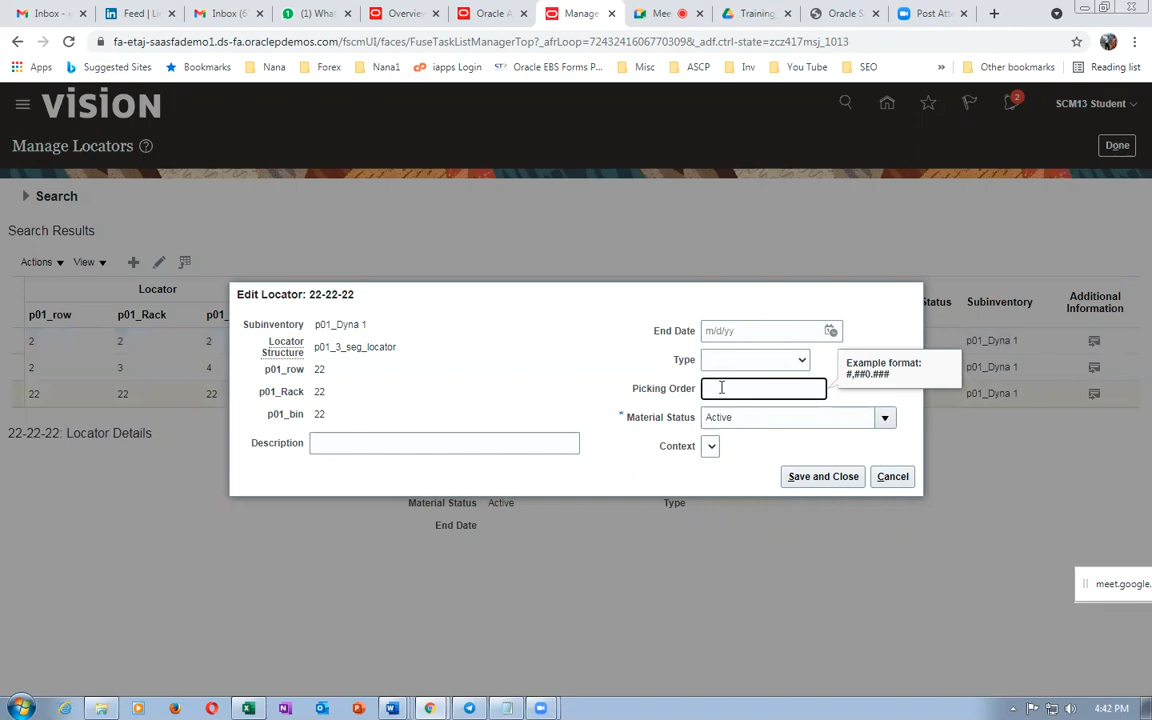 Inbox - Feed | Li Inbox (6 (1) What Overview Oracle A Manage Mee Training Oracle S Post Atte
fa-etaj-saasfademo1.ds-fa.oraclepdemos.com/fscmUI/faces/FuseTaskListManagerTop?_afrLoop=7243241606770309&_adf.ctrl-state=zcz417msj_1013
Apps Suggested Sites Bookmarks Nana Forex Nana1 iapps Login Oracle EBS Forms P... Misc ASCP Inv You Tube SEO » Other bookmarks Reading list
VISION 2 SCM13 Student
Manage Locators Done
Search
Search Results
Actions View
Locator Status Subinventory Additional Information
p01_row p01_Rack p01_
2 2 2 p01_Dyna 1
2 3 4 p01_Dyna 1
22 22 22 p01_Dyna 1
22-22-22: Locator Details
Edit Locator: 22-22-22
Subinventory p01_Dyna 1
Locator Structure p01_3_seg_locator
p01_row 22
p01_Rack 22
p01_bin 22
Description
End Date m/d/yy
Type
Picking Order
Example format:
#,##0.###
* Material Status Active
Context
Save and Close Cancel
Material Status Active Type
End Date
meet.google.
4:42 PM